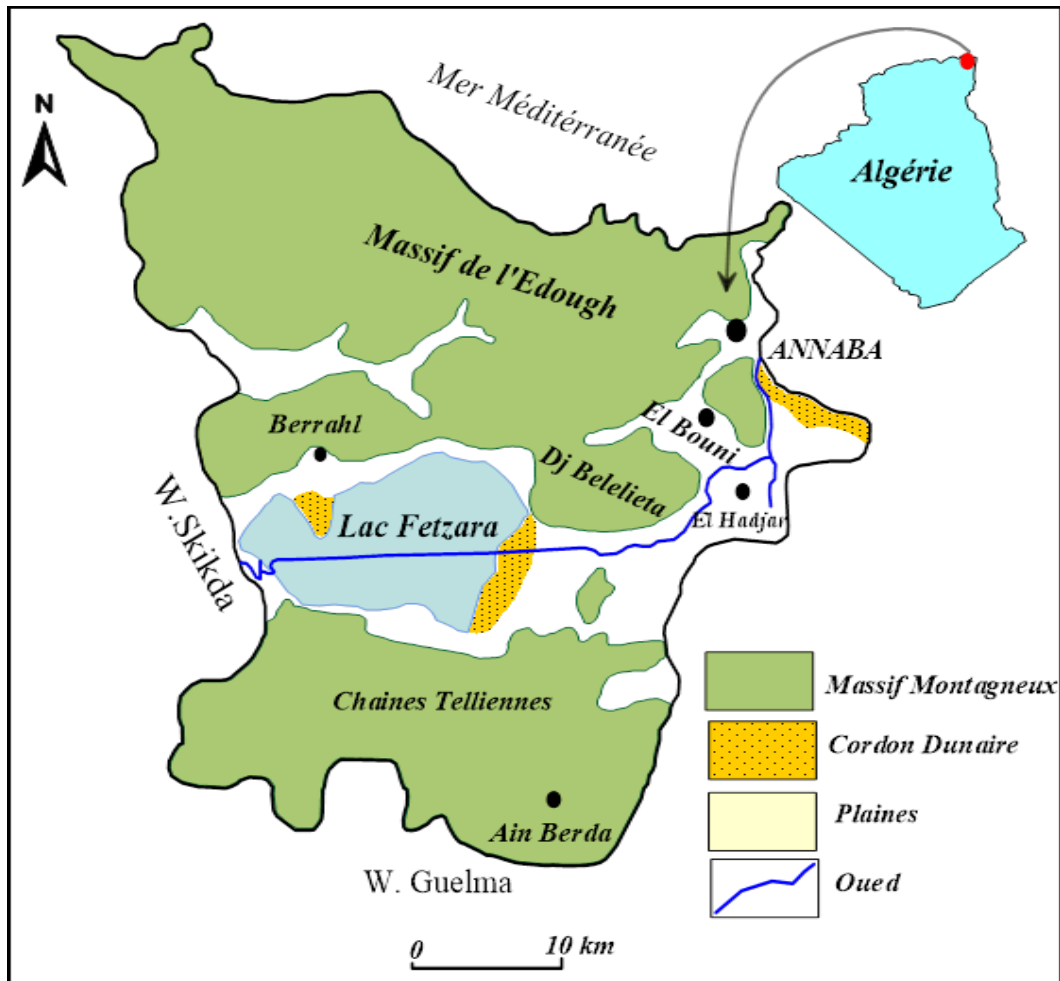 N
Mer Méditérranée
Algérie
Massif de l'Edough
ANNABA
Berrahl
El Bouni
Dj Belelieta
El Hadjar
W.Skikda
Lac Fetzara
Chaines Telliennes
Ain Berda
W. Guelma
Massif Montagneux
Cordon Dunaire
Plaines
Oued
0 10 km